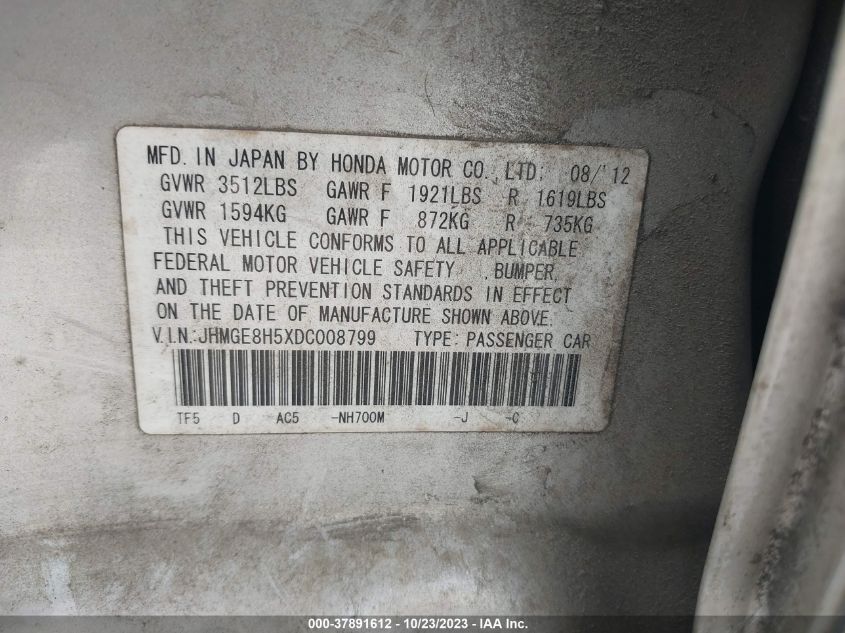 MFD. IN JAPAN BY HONDA MOTOR CO., LTD. 08/'12
GVWR 3512LBS GAWR F 1921LBS R 1619LBS
GVWR 1594KG GAWR F 872KG R 735KG
THIS VEHICLE CONFORMS TO ALL APPLICABLE
FEDERAL MOTOR VEHICLE SAFETY , BUMPER,
AND THEFT PREVENTION STANDARDS IN EFFECT
ON THE DATE OF MANUFACTURE SHOWN ABOVE.
V.I.N.:JHMGE8H5XDC008799 TYPE: PASSENGER CAR
TF5 D AC5 -NH700M -J -C
000-37891612 - 10/23/2023 - IAA Inc.